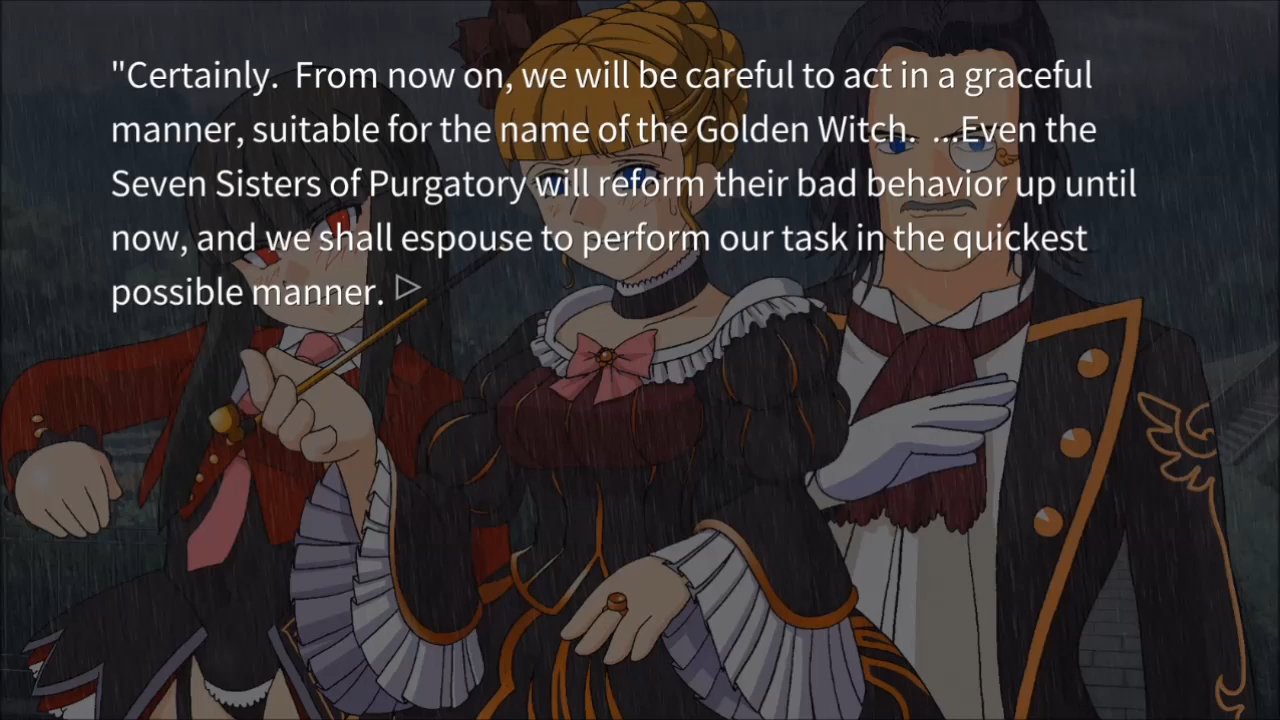 "Certainly.  From now on, we will be careful to act in a graceful
manner, suitable for the name of the Golden Witch.  ...Even the
Seven Sisters of Purgatory will reform their bad behavior up until
now, and we shall espouse to perform our task in the quickest
possible manner.